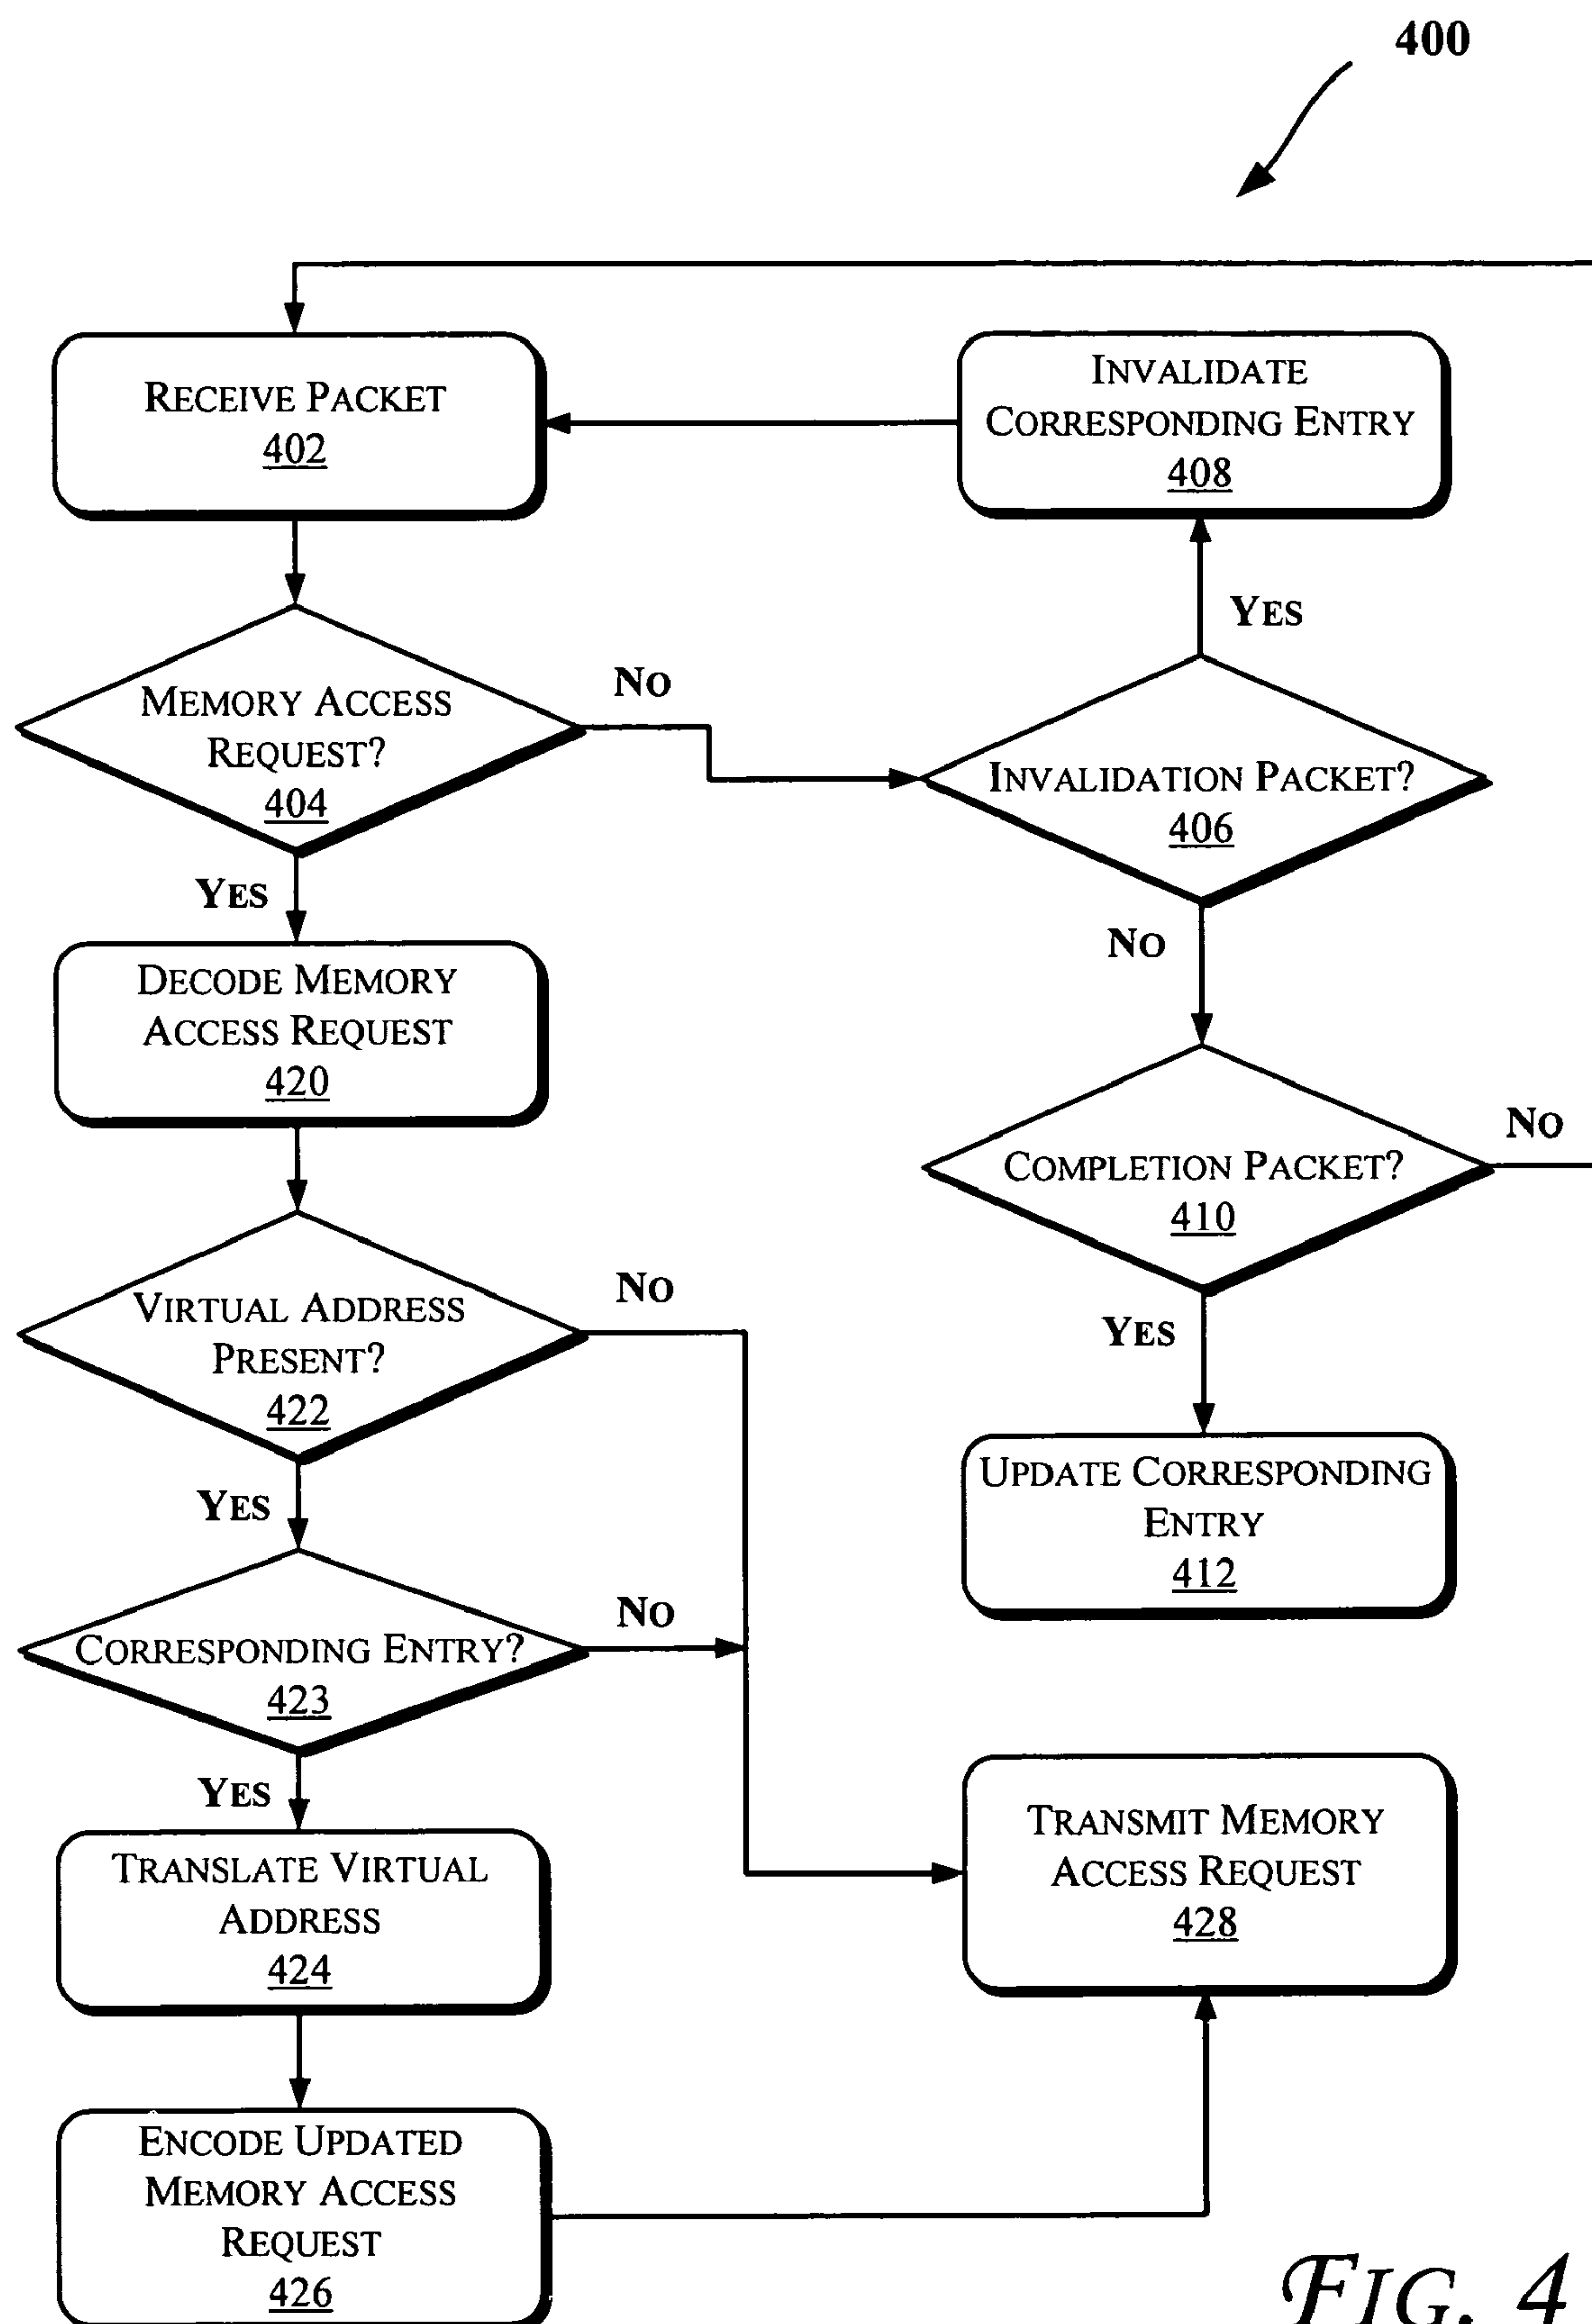 400
RECEIVE PACKET
402
INVALIDATE
CORRESPONDING ENTRY
408
YES
MEMORY ACCESS
REQUEST?
404
NO
INVALIDATION PACKET?
406
YES
NO
DECODE MEMORY
ACCESS REQUEST
420
COMPLETION PACKET?
410
NO
VIRTUAL ADDRESS
PRESENT?
422
NO
YES
YES
UPDATE CORRESPONDING
ENTRY
412
CORRESPONDING ENTRY?
423
NO
YES
TRANSLATE VIRTUAL
ADDRESS
424
TRANSMIT MEMORY
ACCESS REQUEST
428
ENCODE UPDATED
MEMORY ACCESS
REQUEST
426
FIG. 4